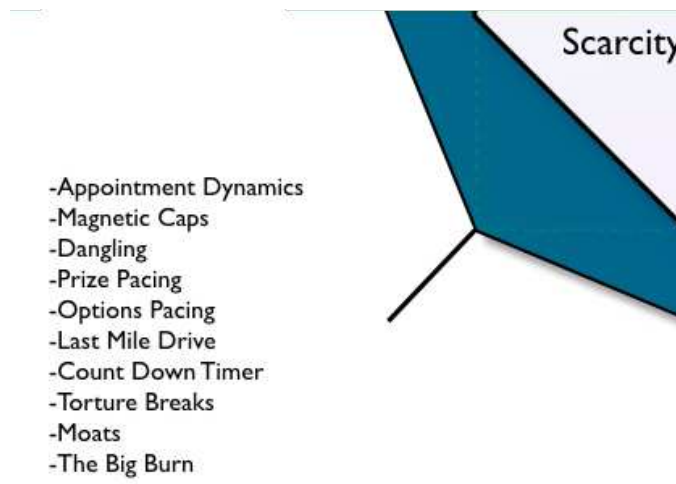 Scarcity
-Appointment Dynamics
-Magnetic Caps
-Dangling
-Prize Pacing
-Options Pacing
-Last Mile Drive
-Count Down Timer
-Torture Breaks
-Moats
-The Big Burn